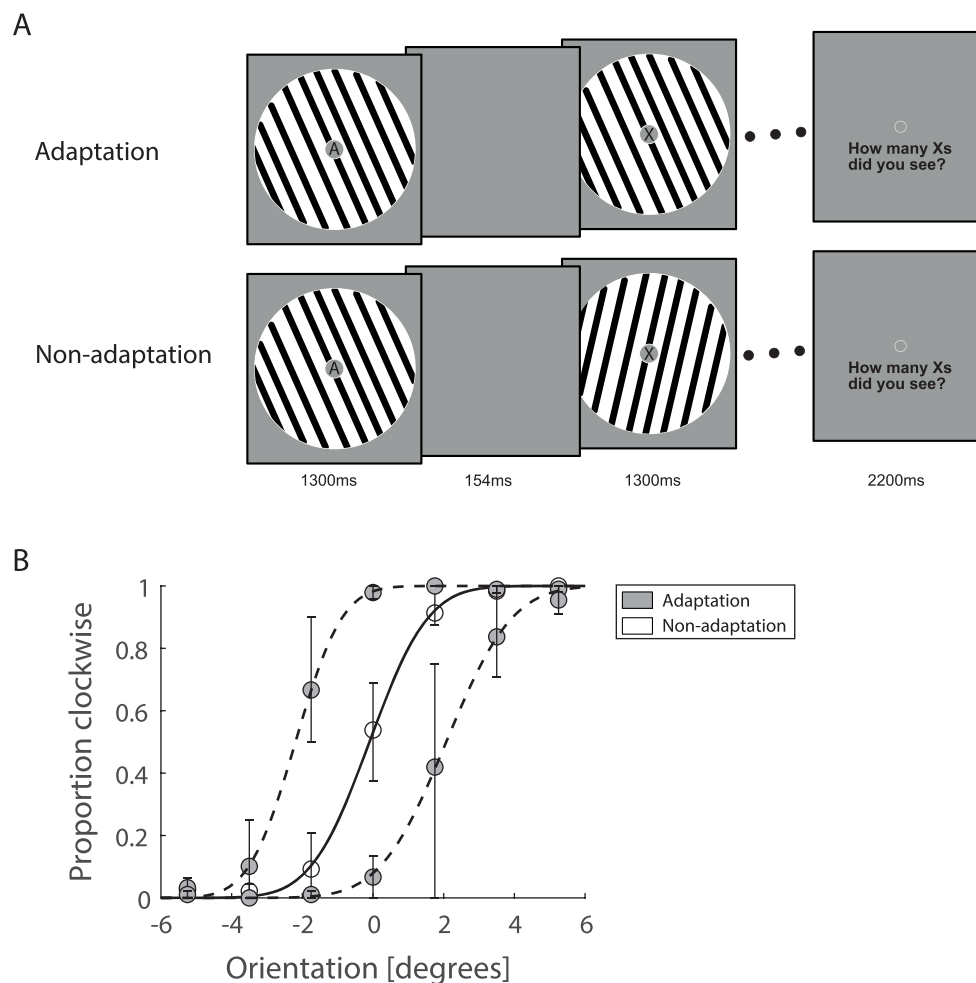 A
Adaptation
A
X
How many Xs
did you see?
Non-adaptation
A
X
How many Xs
did you see?
1300ms
154ms
1300ms
2200ms
B
Proportion clockwise
1
0.8
0.6
0.4
0.2
0
-6
-4
-2
0
2
4
6
Orientation [degrees]
Adaptation
Non-adaptation